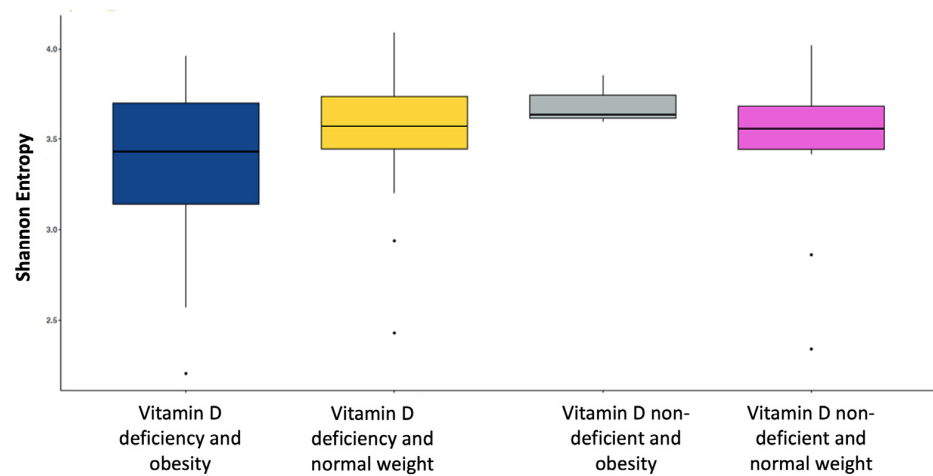 Shannon Entropy
4.0
3.5
3.0
2.5
Vitamin D
deficiency and
obesity
Vitamin D
deficiency and
normal weight
Vitamin D non-
deficient and
obesity
Vitamin D non-
deficient and
normal weight